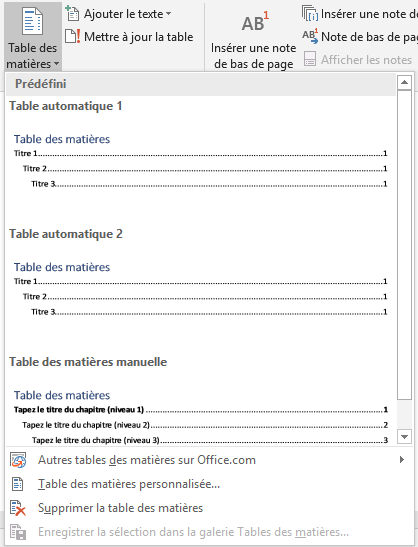 Table des
matières
Ajouter le texte
Mettre à jour la table
AB¹
Insérer une note
de bas de page
Insérer une note de
Note de bas de pag
Afficher les notes
Prédéfini
Table automatique 1
Table des matières
Titre 1...1
Titre 2...1
Titre 3...1
Table automatique 2
Table des matières
Titre 1...1
Titre 2...1
Titre 3...1
Table des matières manuelle
Table des matières
Tapez le titre du chapitre (niveau 1)...1
Tapez le titre du chapitre (niveau 2)...2
Tapez le titre du chapitre (niveau 3)...3
Autres tables des matières sur Office.com
Table des matières personnalisée...
Supprimer la table des matières
Enregistrer la sélection dans la galerie Tables des matières...